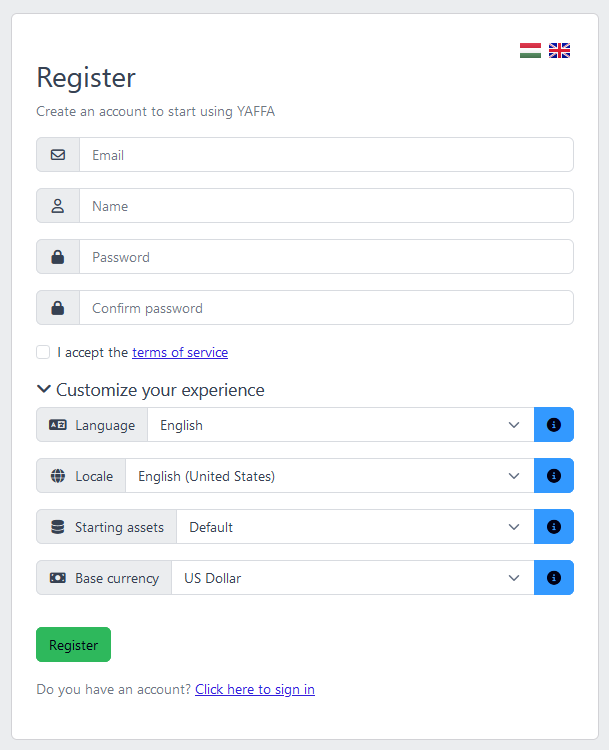 Register
Create an account to start using YAFFA
Email
Name
Password
Confirm password
I accept the terms of service
Customize your experience
Language English
Locale English (United States)
Starting assets Default
Base currency US Dollar
Register
Do you have an account? Click here to sign in